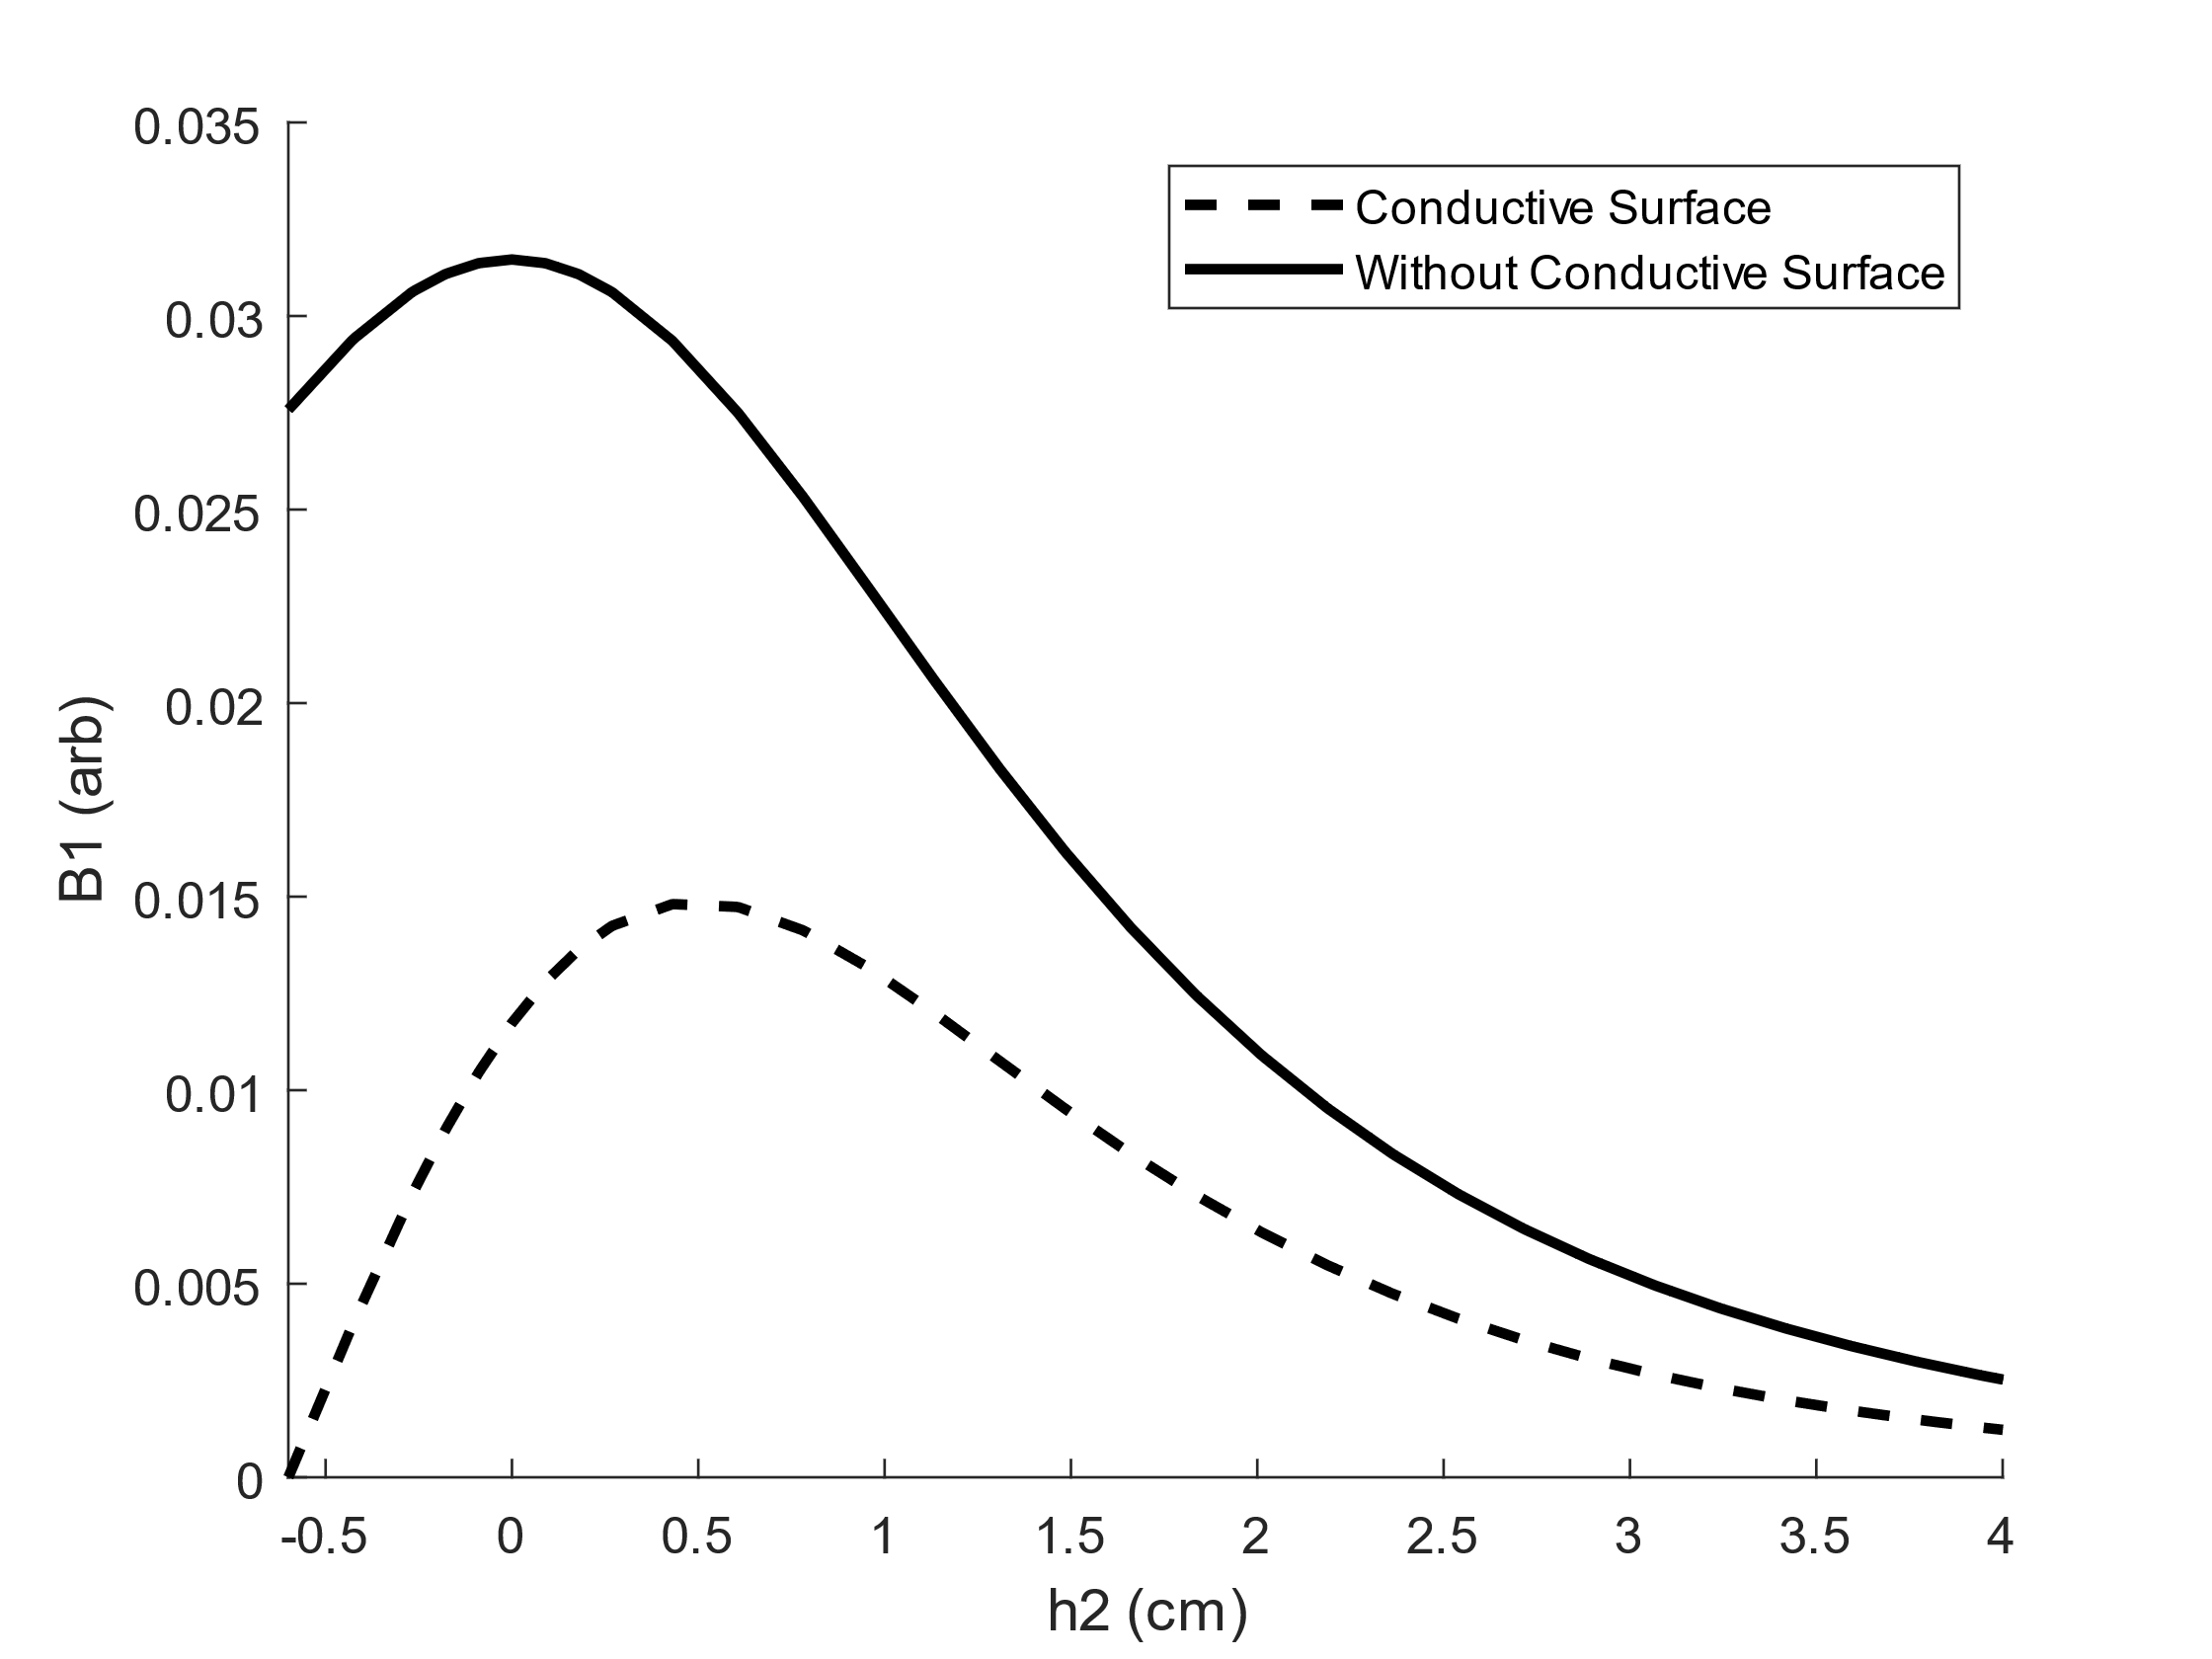 0.035
0.03
0.025
0.02
0.015
0.01
0.005
0
B1 (arb)
Conductive Surface
Without Conductive Surface
-0.5 0 0.5 1 1.5 2 2.5 3 3.5 4
h2 (cm)